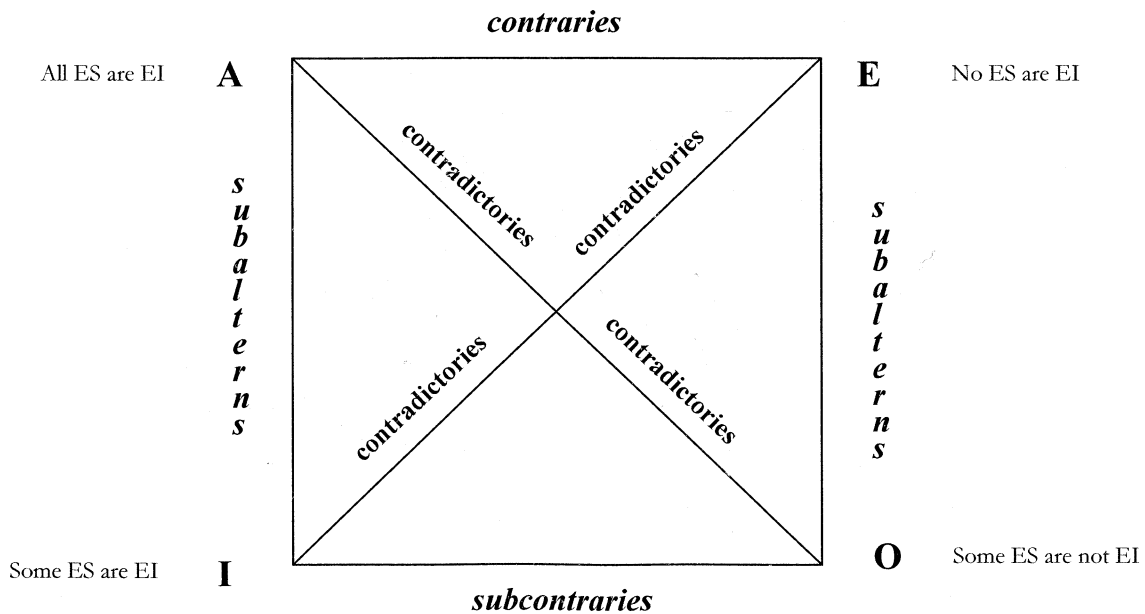 contraries
All ES are EI
A
E
No ES are EI
contradictories
contradictories
subalterns
subalterns
contradictories
contradictories
Some ES are EI
I
O
Some ES are not EI
subcontraries